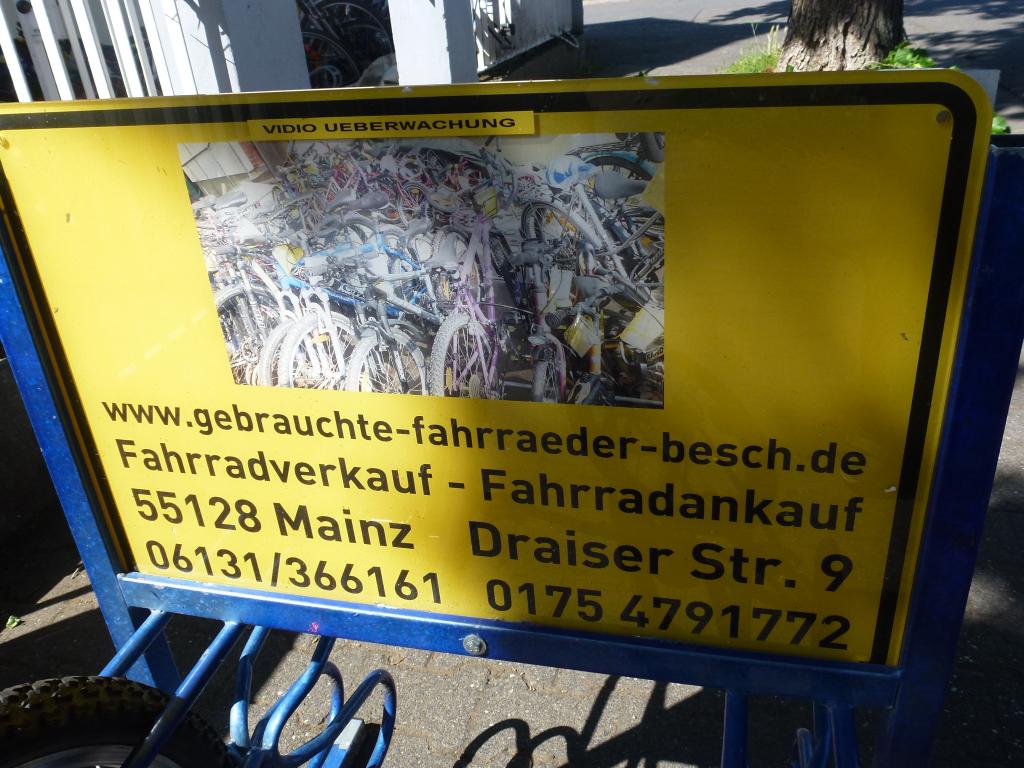 VIDIO UEBERWACHUNG
www.gebrauchte-fahrraeder-besch.de
Fahrradverkauf - Fahrradankauf
55128 Mainz Draiser Str. 9
06131/366161 0175 4791772